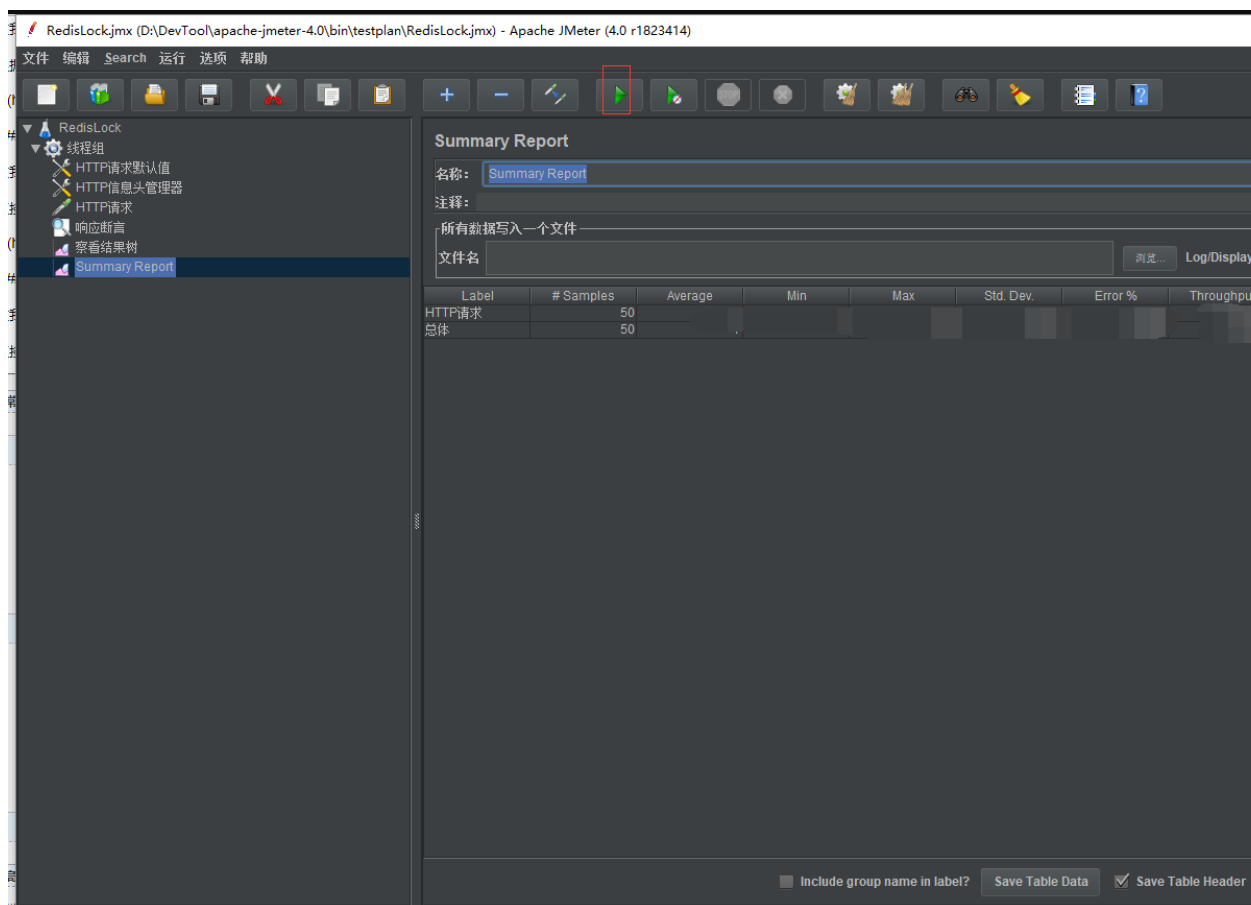 RedisLock.jmx (D:\DevTool\apache-jmeter-4.0\bin\testplan\RedisLock.jmx) - Apache JMeter (4.0 r1823414)
文件 编辑 Search 运行 选项 帮助
RedisLock
线程组
HTTP请求默认值
HTTP信息头管理器
HTTP请求
响应断言
察看结果树
Summary Report
Summary Report
名称: Summary Report
注释:
所有数据写入一个文件
文件名 浏览... Log/Display
Label # Samples Average Min Max Std. Dev. Error % Throughpu
HTTP请求 50
总体 50
Include group name in label? Save Table Data Save Table Header